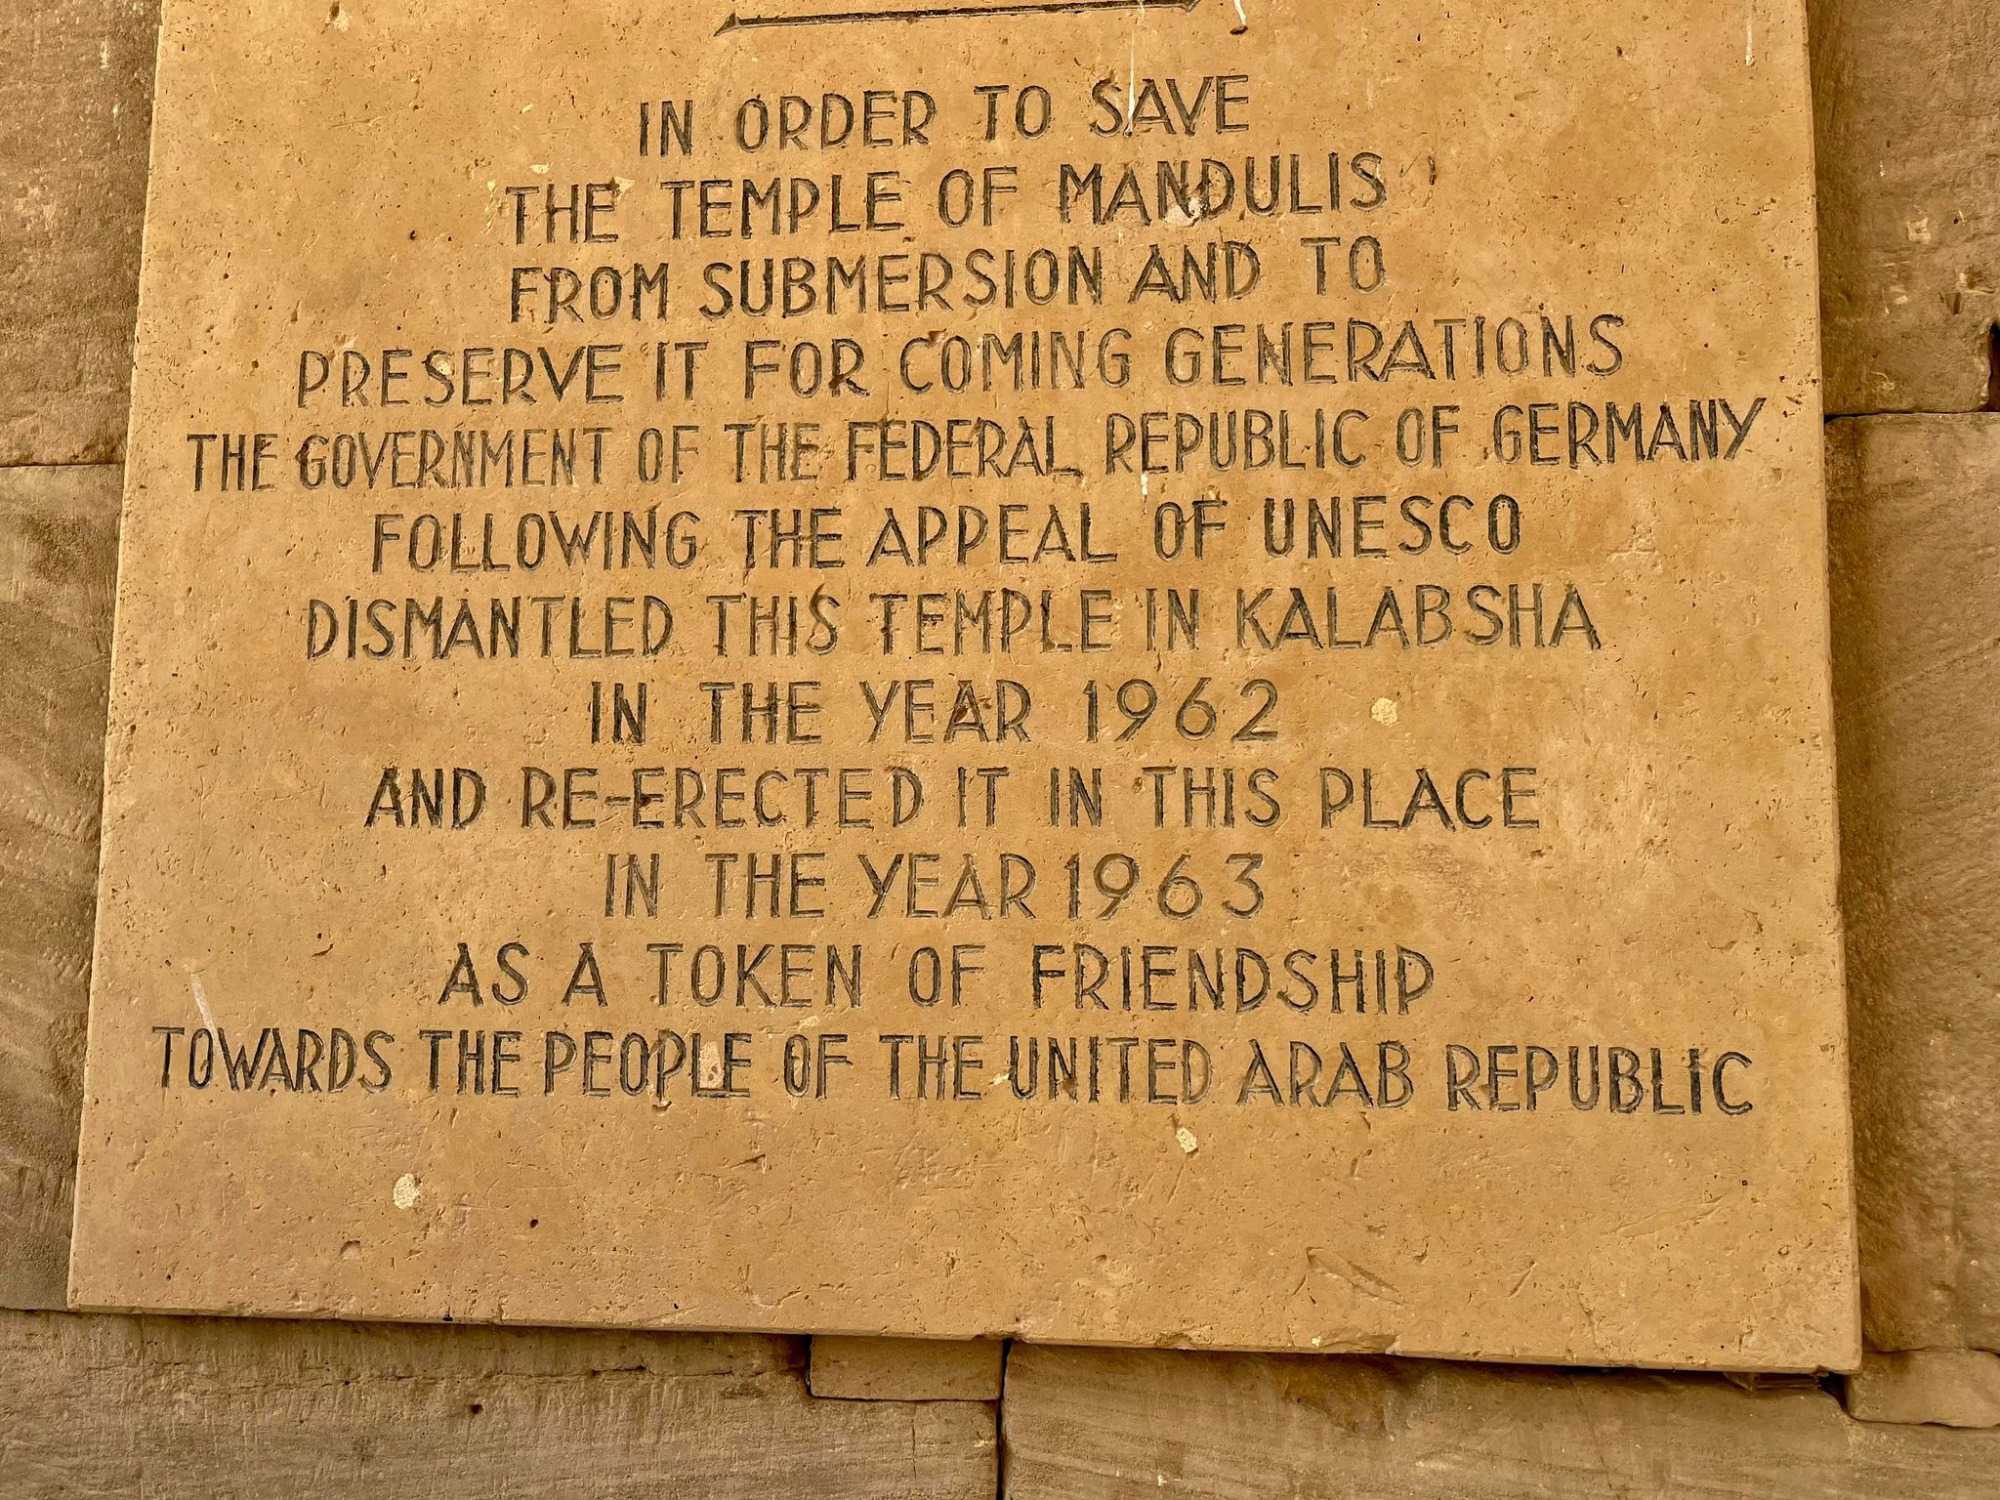 IN ORDER TO SAVE
THE TEMPLE OF MANDULIS
FROM SUBMERSION AND TO
PRESERVE IT FOR COMING GENERATIONS
THE GOVERNMENT OF THE FEDERAL REPUBLIC OF GERMANY
FOLLOWING THE APPEAL OF UNESCO
DISMANTLED THIS TEMPLE IN KALABSHA
IN THE YEAR 1962
AND RE-ERECTED IT IN THIS PLACE
IN THE YEAR 1963
AS A TOKEN OF FRIENDSHIP
TOWARDS THE PEOPLE OF THE UNITED ARAB REPUBLIC